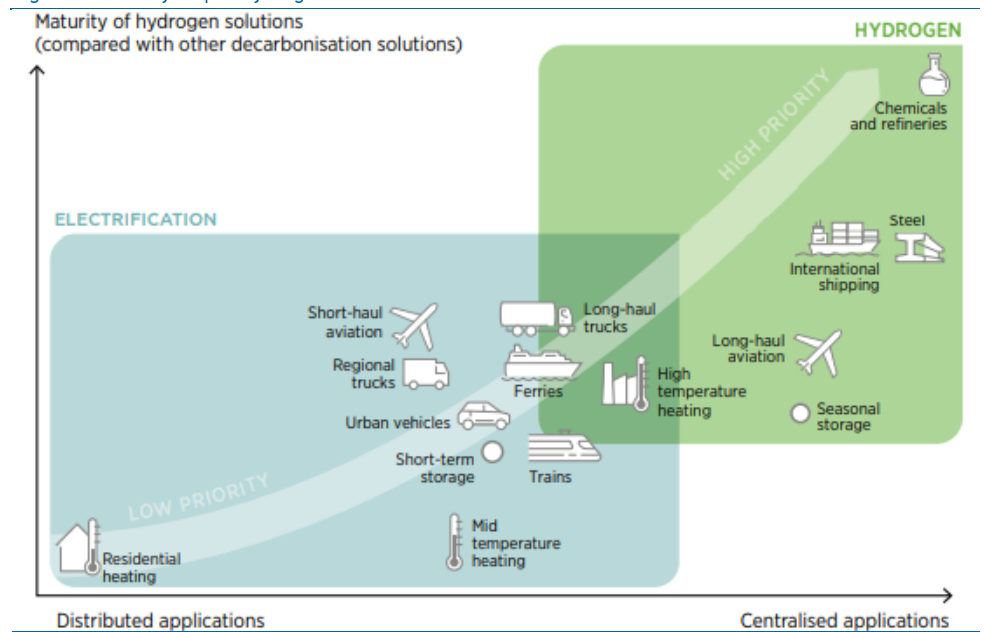 Maturity of hydrogen solutions
(compared with other decarbonisation solutions)
HYDROGEN
HIGH PRIORITY
Chemicals
and refineries
ELECTRIFICATION
Steel
International
shipping
Short-haul
aviation
Long-haul
trucks
Long-haul
aviation
Regional
trucks
Ferries
High
temperature
heating
Seasonal
storage
Urban vehicles
Short-term
storage
Trains
LOW PRIORITY
Mid
temperature
heating
Residential
heating
Distributed applications
Centralised applications